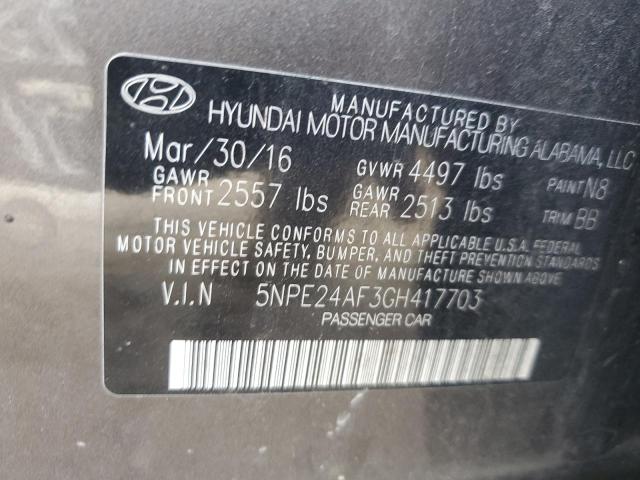 MANUFACTURED BY
HYUNDAI MOTOR MANUFACTURING ALABAMA, LLC
Mar/30/16 GVWR 4497 lbs PAINT N8
GAWR FRONT 2557 lbs GAWR REAR 2513 lbs TRIM BB
THIS VEHICLE CONFORMS TO ALL APPLICABLE U.S.A. FEDERAL
MOTOR VEHICLE SAFETY, BUMPER, AND THEFT PREVENTION STANDARDS
IN EFFECT ON THE DATE OF MANUFACTURE SHOWN ABOVE.
V.I.N 5NPE24AF3GH417703
PASSENGER CAR